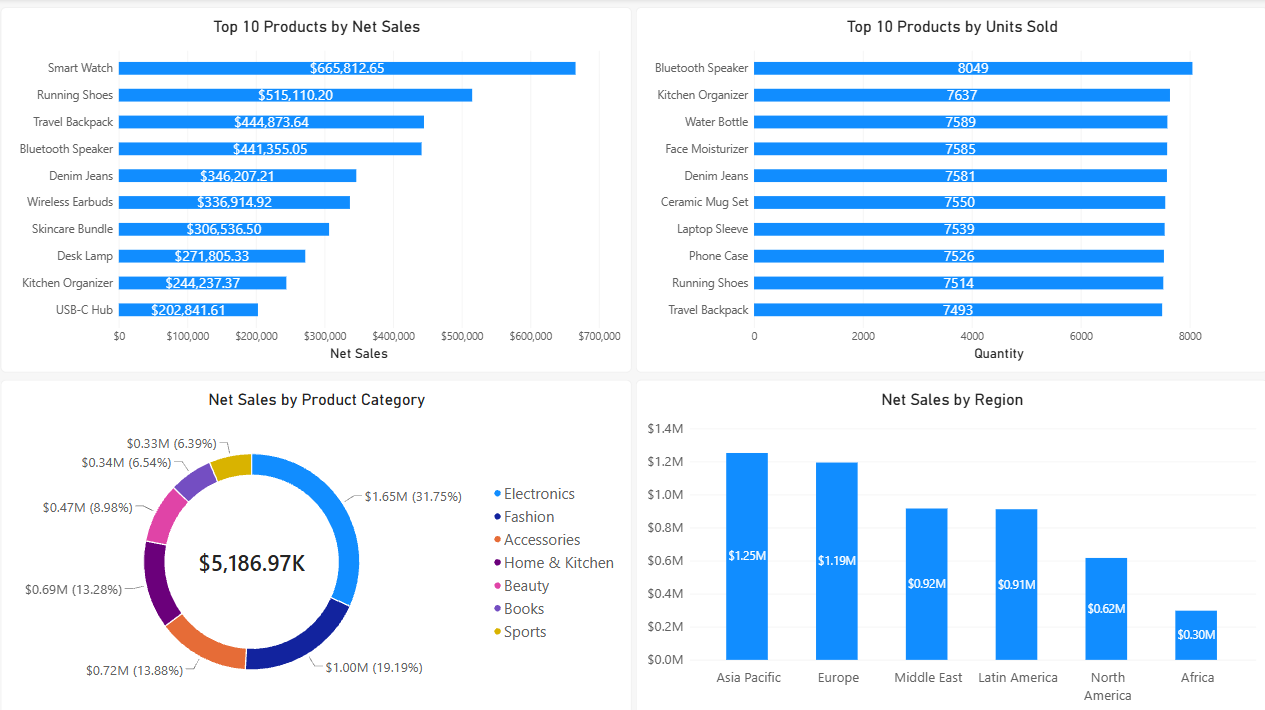 Top 10 Products by Net Sales
Smart Watch $665,812.65
Running Shoes $515,110.20
Travel Backpack $444,873.64
Bluetooth Speaker $441,355.05
Denim Jeans $346,207.21
Wireless Earbuds $336,914.92
Skincare Bundle $306,536.50
Desk Lamp $271,805.33
Kitchen Organizer $244,237.37
USB-C Hub $202,841.61
$0 $100,000 $200,000 $300,000 $400,000 $500,000 $600,000 $700,000
Net Sales
Top 10 Products by Units Sold
Bluetooth Speaker 8049
Kitchen Organizer 7637
Water Bottle 7589
Face Moisturizer 7585
Denim Jeans 7581
Ceramic Mug Set 7550
Laptop Sleeve 7539
Phone Case 7526
Running Shoes 7514
Travel Backpack 7493
0 2000 4000 6000 8000
Quantity
Net Sales by Product Category
$0.33M (6.39%)
$0.34M (6.54%)
$0.47M (8.98%)
$0.69M (13.28%)
$0.72M (13.88%)
$1.65M (31.75%)
$1.00M (19.19%)
$5,186.97K
Electronics
Fashion
Accessories
Home & Kitchen
Beauty
Books
Sports
Net Sales by Region
$1.4M
$1.2M
$1.0M
$0.8M
$0.6M
$0.4M
$0.2M
$0.0M
$1.25M
$1.19M
$0.92M
$0.91M
$0.62M
$0.30M
Asia Pacific
Europe
Middle East
Latin America
North
America
Africa